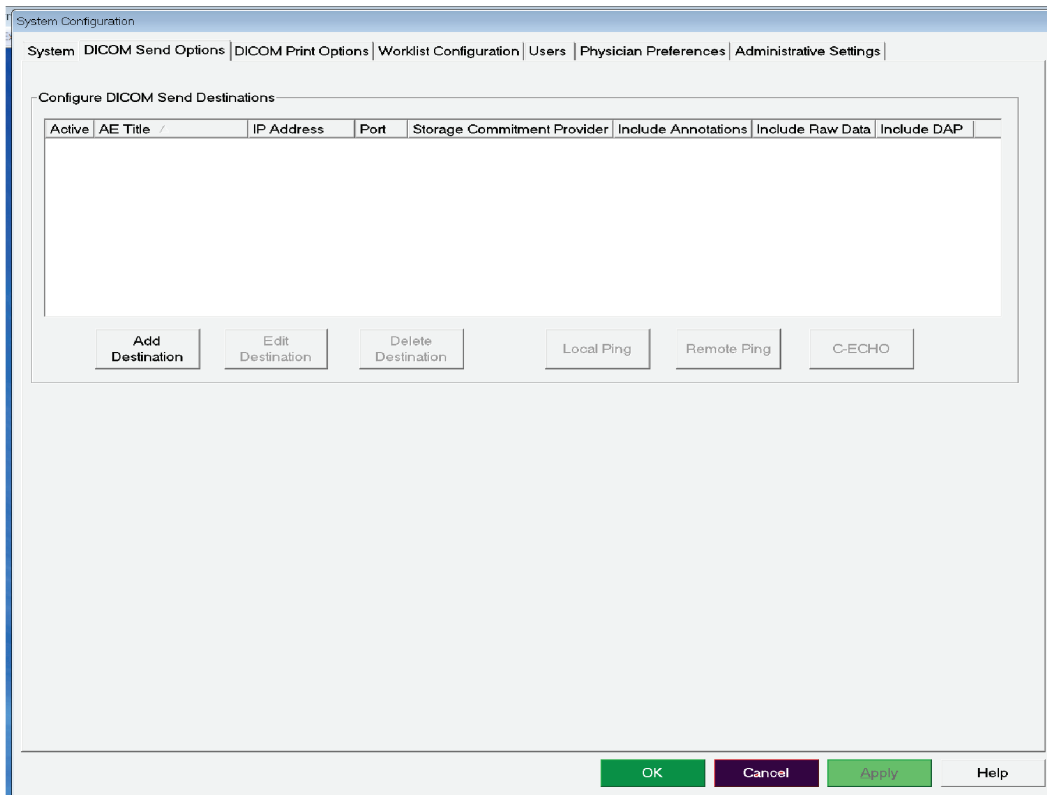 System Configuration
System DICOM Send Options DICOM Print Options Worklist Configuration Users Physician Preferences Administrative Settings
Configure DICOM Send Destinations
Active AE Title IP Address Port Storage Commitment Provider Include Annotations Include Raw Data Include DAP
Add Destination
Edit Destination
Delete Destination
Local Ping
Remote Ping
C-ECHO
OK Cancel Apply Help